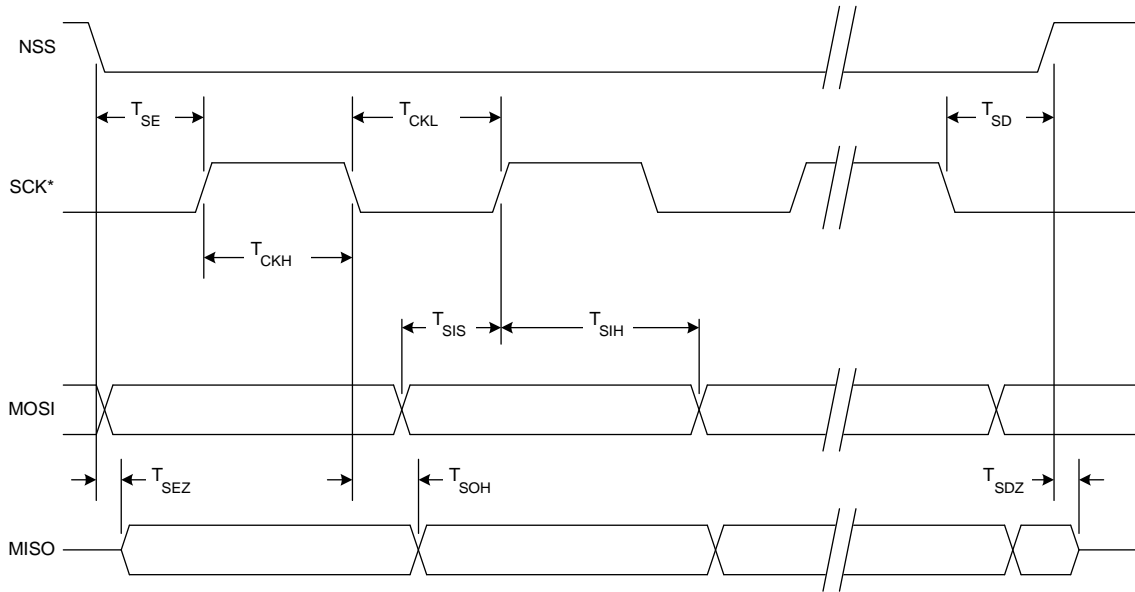 NSS
T_SE
T_CKL
T_SD
SCK*
T_CKH
T_SIS
T_SIH
MOSI
T_SEZ
T_SOH
T_SDZ
MISO